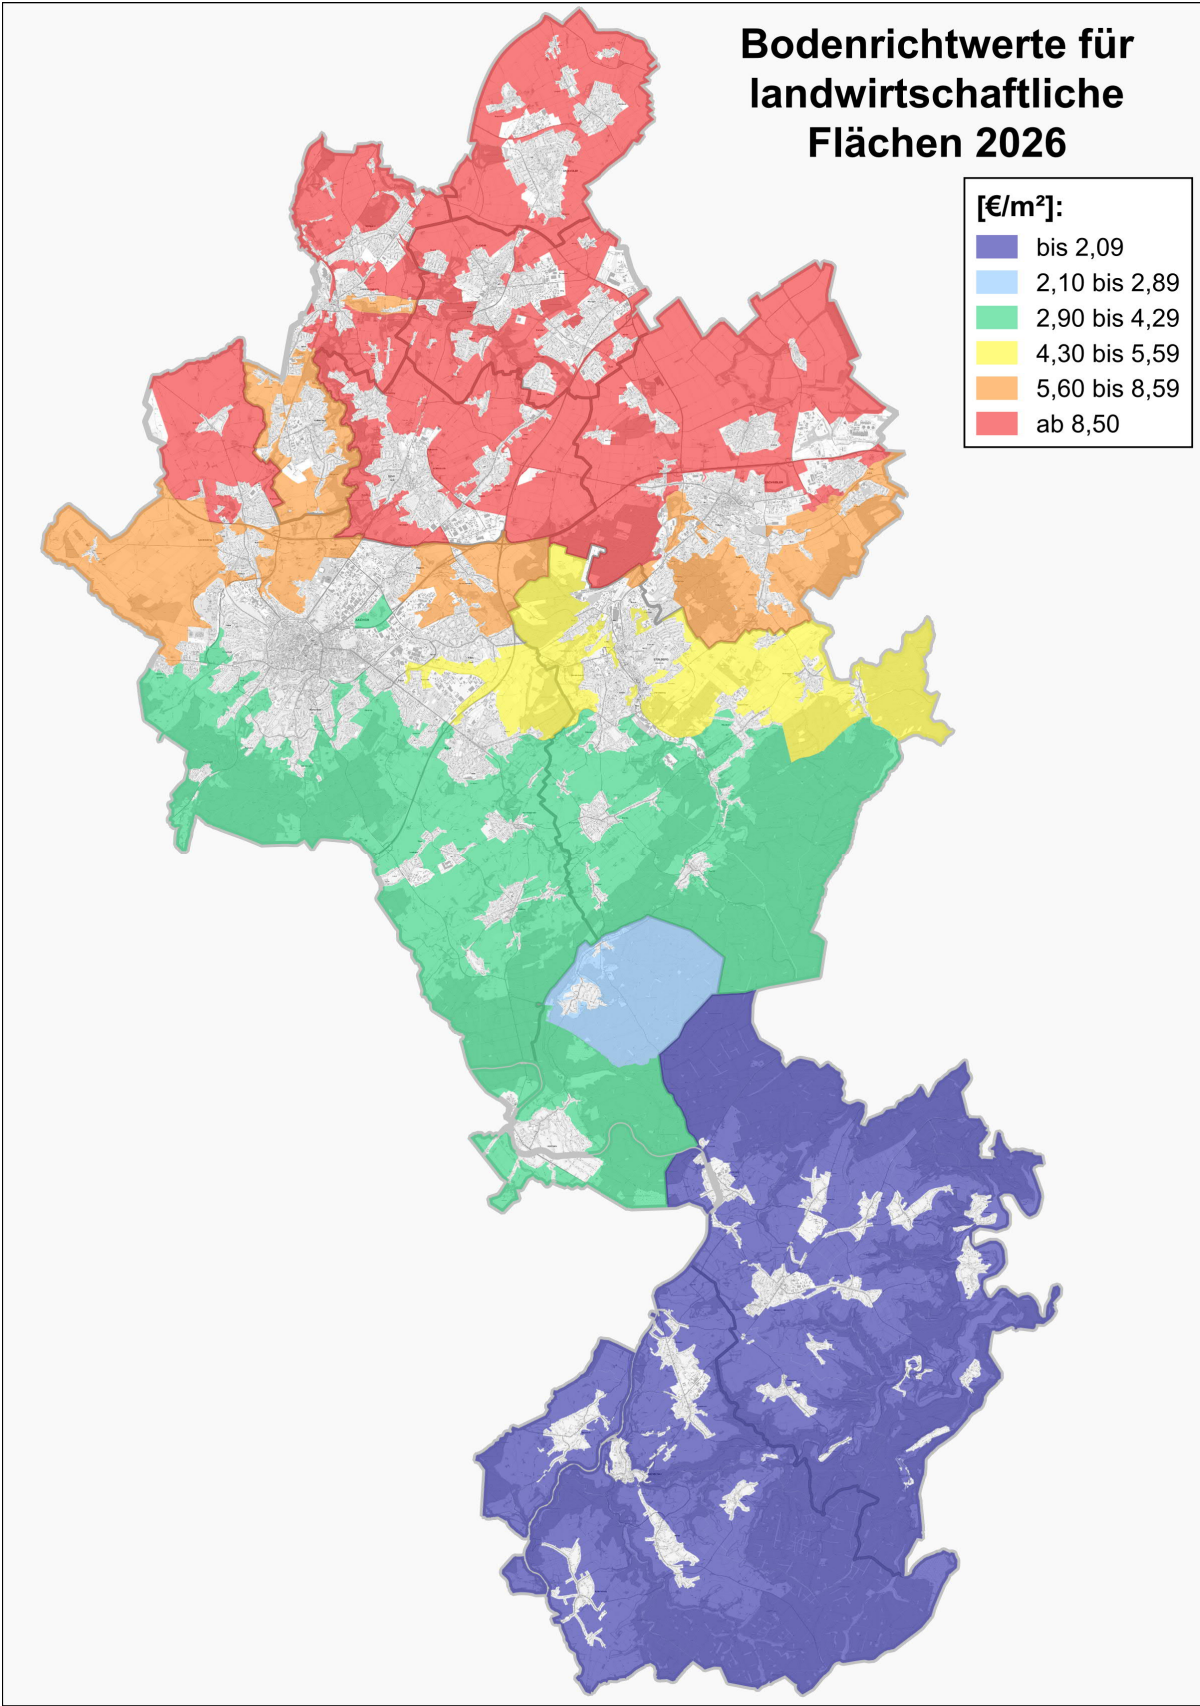 Bodenrichtwerte für
landwirtschaftliche
Flächen 2026
[€/m²]:
bis 2,09
2,10 bis 2,89
2,90 bis 4,29
4,30 bis 5,59
5,60 bis 8,59
ab 8,50